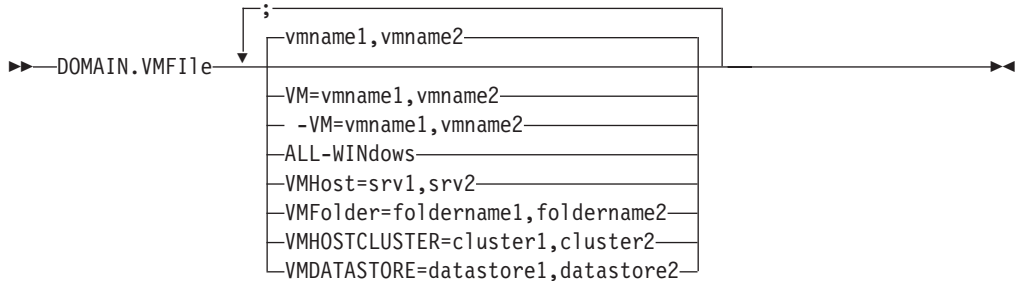 ;
vmname1,vmname2
DOMAIN.VMFIle
VM=vmname1,vmname2
-VM=vmname1,vmname2
ALL-WINdows
VMHost=srv1,srv2
VMFolder=foldername1,foldername2
VMHOSTCLUSTER=cluster1,cluster2
VMDATASTORE=datastore1,datastore2